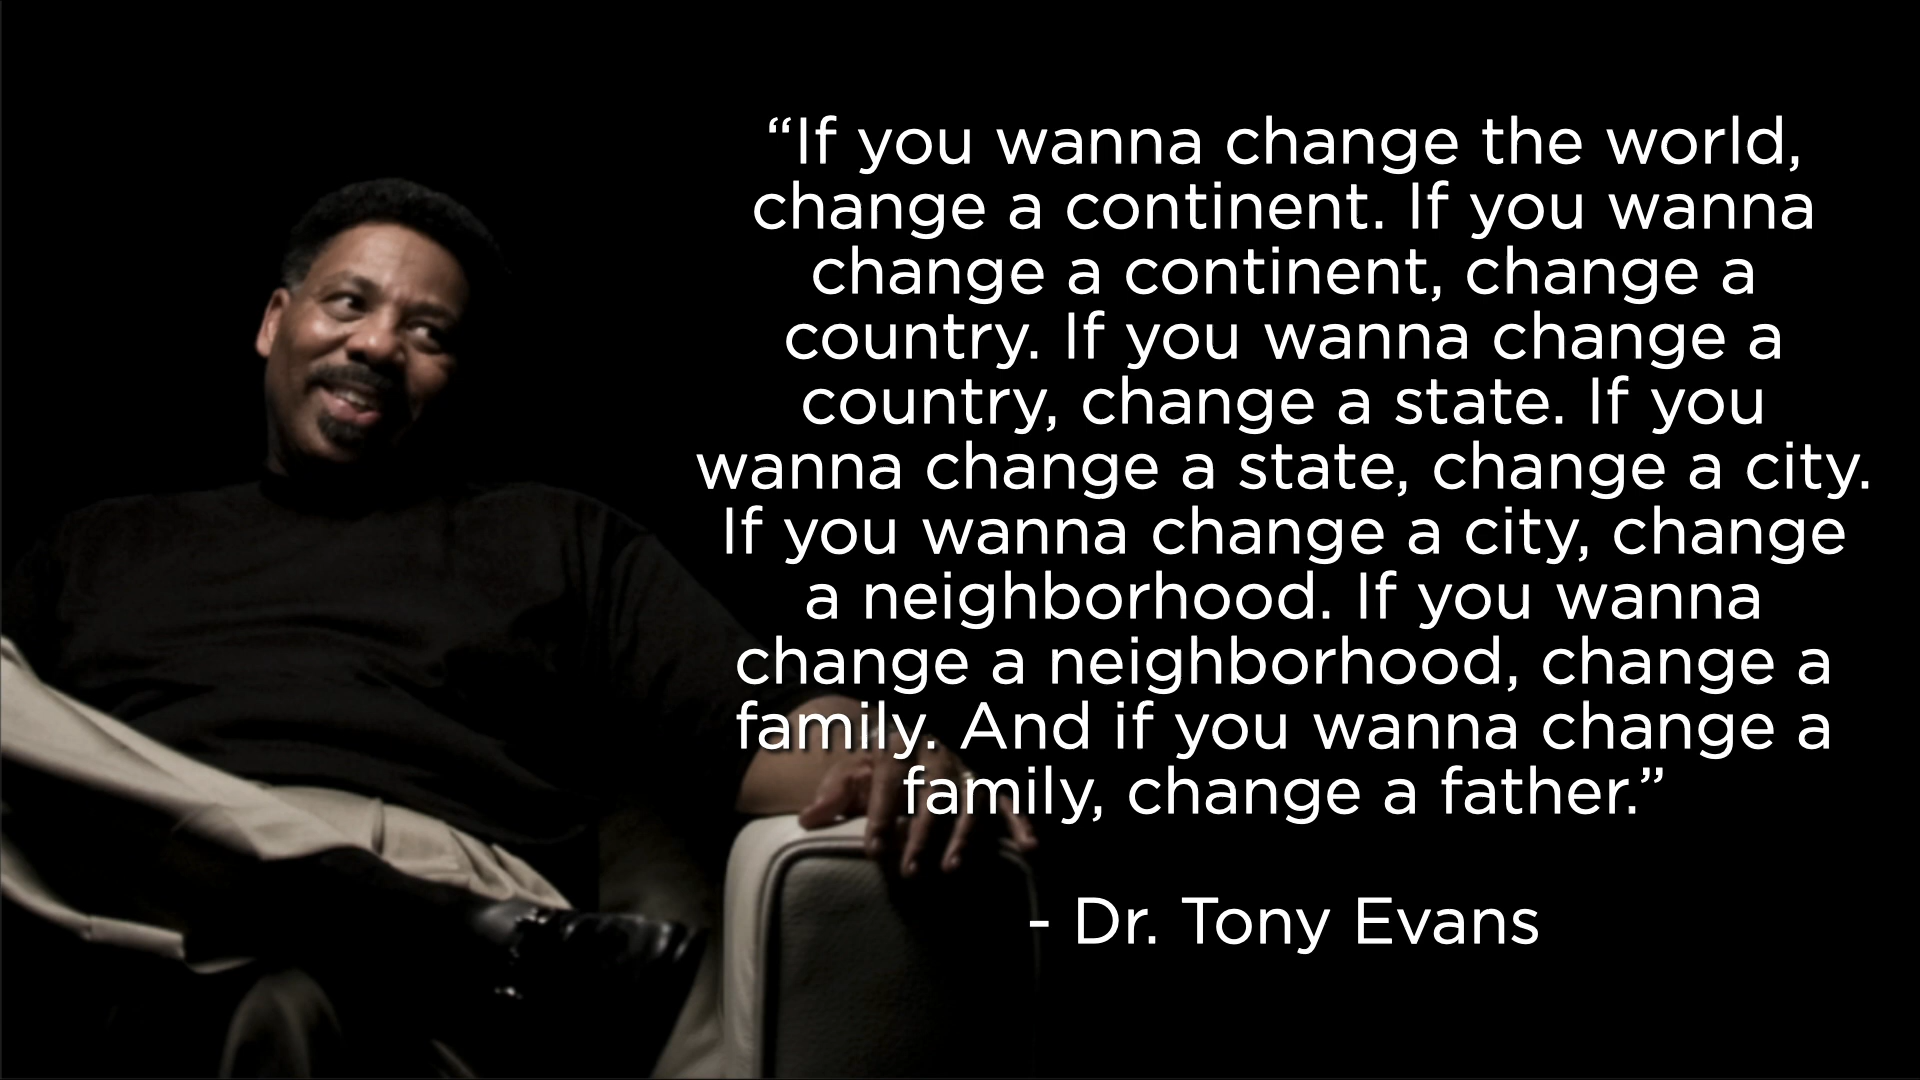 “If you wanna change the world,
change a continent. If you wanna
change a continent, change a
country. If you wanna change a
country, change a state. If you
wanna change a state, change a city.
If you wanna change a city, change
a neighborhood. If you wanna
change a neighborhood, change a
family. And if you wanna change a
family, change a father.”
- Dr. Tony Evans